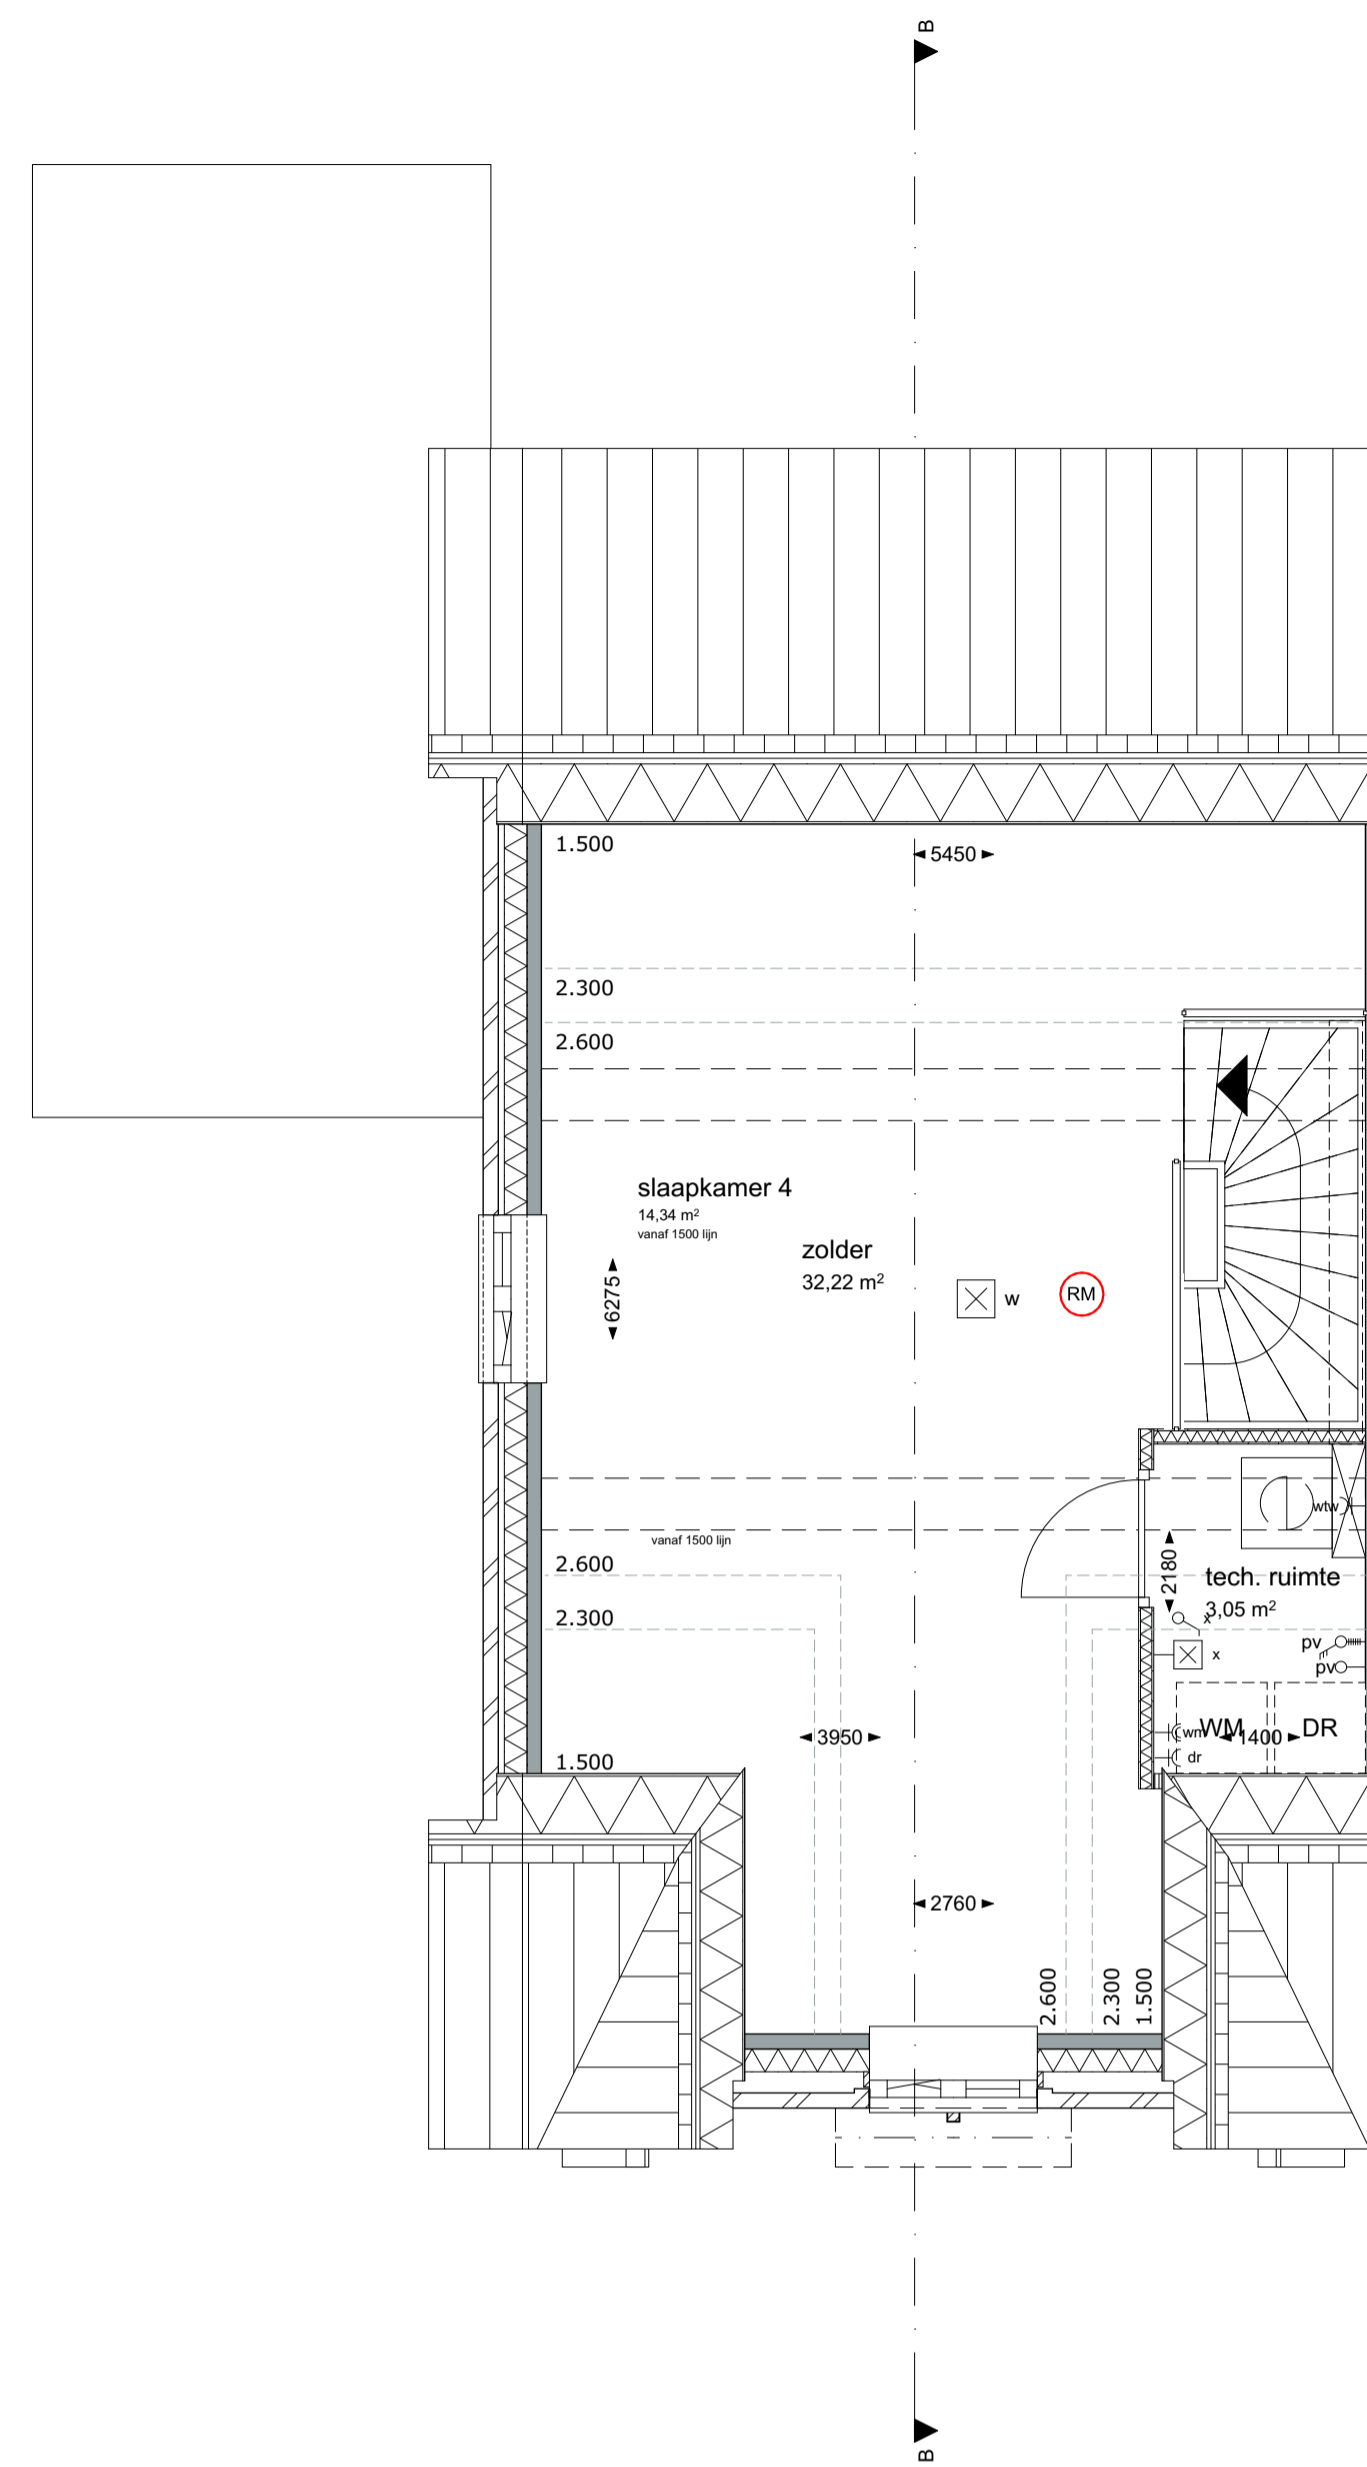 B
1.500
5450
2.300
2.600
slaapkamer 4
14,34 m²
vanaf 1500 lijn
zolder
32,22 m²
6275
w
RM
wtw
vanaf 1500 lijn
2.600
2180
tech. ruimte
3,05 m²
x
2.300
x
pv
pv
wm
WM
1400
DR
dr
3950
1.500
2760
2.600
2.300
1.500
B